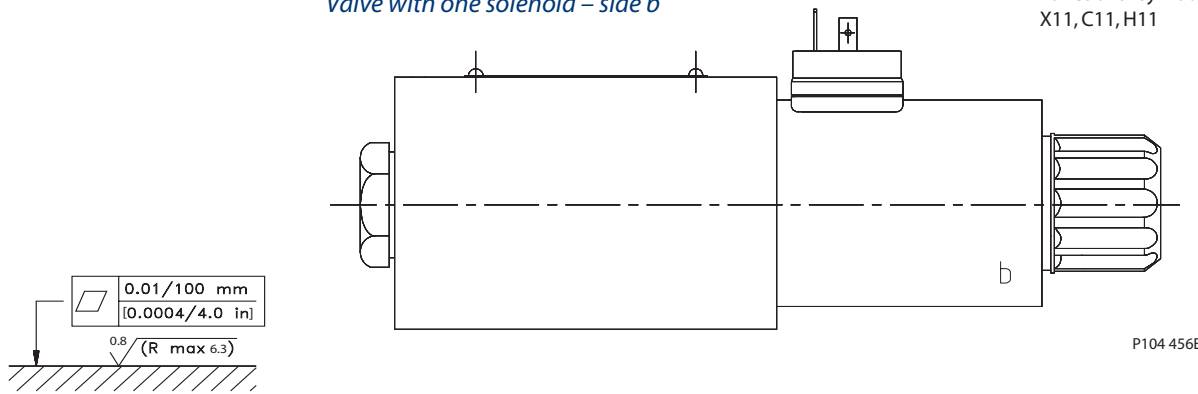 Valve with one solenoid – side b
X11, C11, H11
b
0.01/100 mm
[0.0004/4.0 in]
0.8 (R max 6.3)
P104 456E